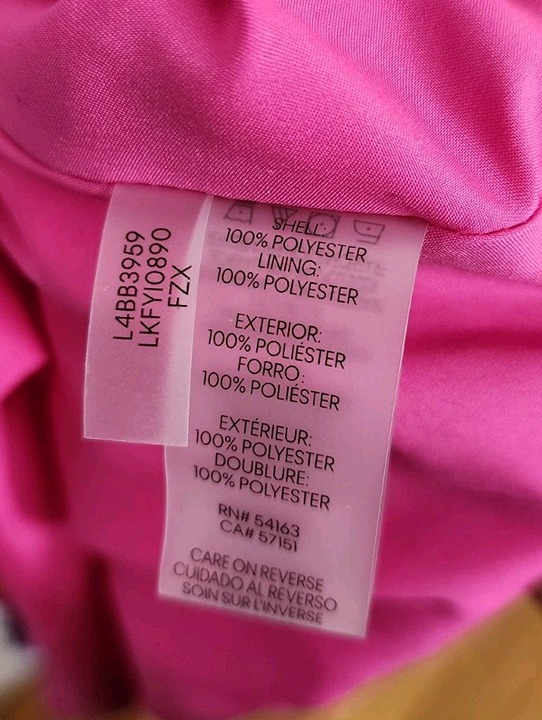 L4BB3959
LKFY10890
FZX
SHELL:
100% POLYESTER
LINING:
100% POLYESTER
EXTERIOR:
100% POLIÉSTER
FORRO:
100% POLIÉSTER
EXTÉRIEUR:
100% POLYESTER
DOUBLURE:
100% POLYESTER
RN# 54163
CA# 57151
CARE ON REVERSE
CUIDADO AL REVERSO
SOIN SUR L'INVERSE